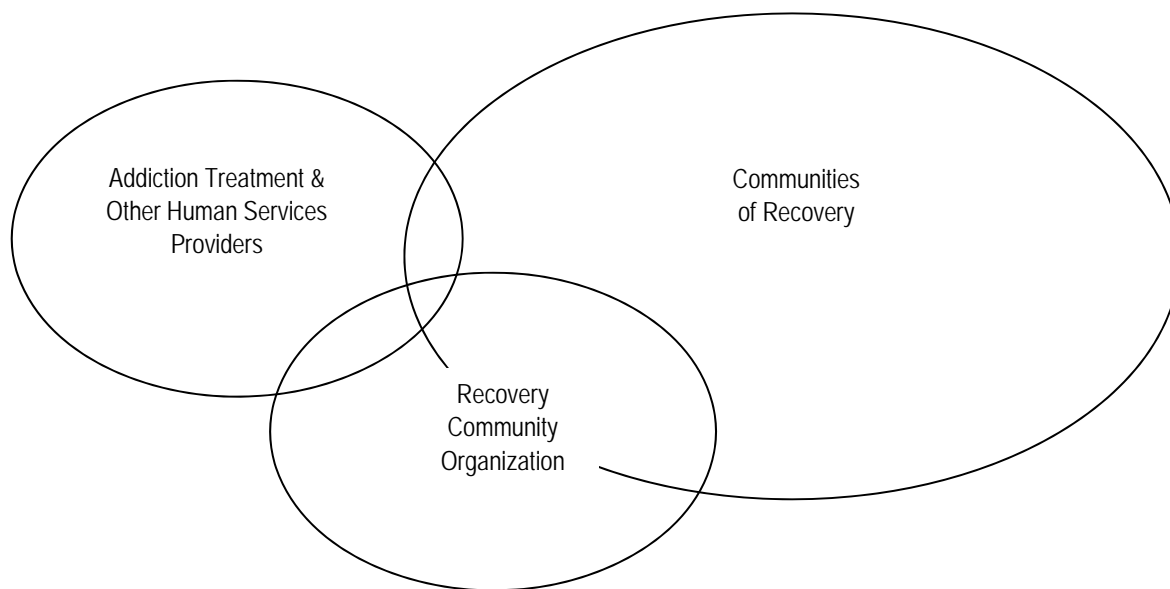 Addiction Treatment &
Other Human Services
Providers
Communities
of Recovery
Recovery
Community
Organization